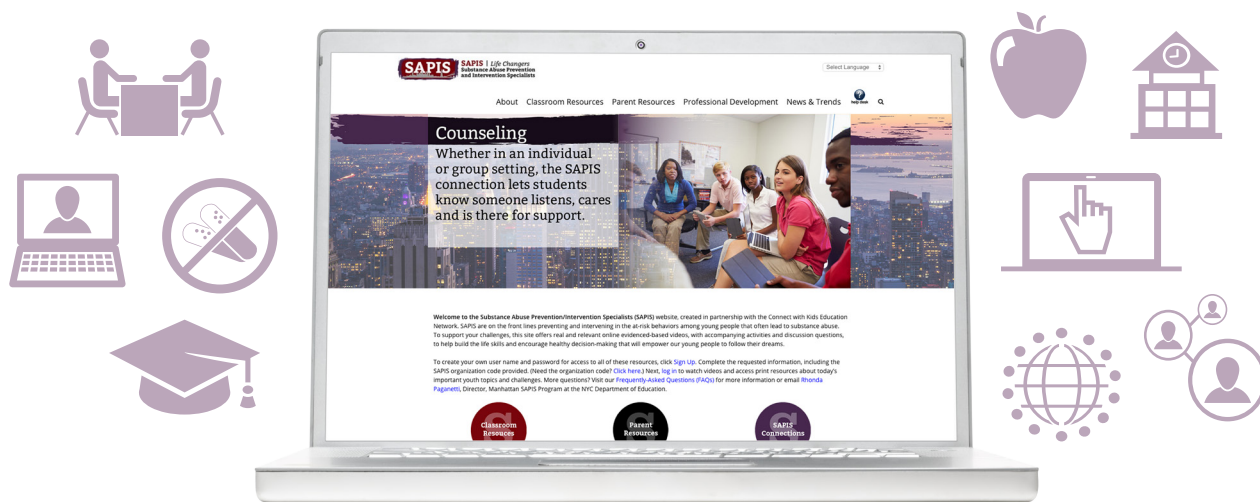 SAPIS
SAPIS | Life Changers
Substance Abuse Prevention
and Intervention Specialists
Select Language
About Classroom Resources Parent Resources Professional Development News & Trends help desk
Counseling
Whether in an individual
or group setting, the SAPIS
connection lets students
know someone listens, cares
and is there for support.
Welcome to the Substance Abuse Prevention/Intervention Specialists (SAPIS) website, created in partnership with the Connect with Kids Education
Network. SAPIS are on the front lines preventing and intervening in the at-risk behaviors among young people that often lead to substance abuse.
To support your challenges, this site offers real and relevant online evidenced-based videos, with accompanying activities and discussion questions,
to help build the life skills and encourage healthy decision-making that will empower our young people to follow their dreams.
To create your own user name and password for access to all of these resources, click Sign Up. Complete the requested information, including the
SAPIS organization code provided. (Need the organization code? Click here.) Next, log in to watch videos and access print resources about today's
important youth topics and challenges. More questions? Visit our Frequently-Asked Questions (FAQs) for more information or email Rhonda
Paganetti, Director, Manhattan SAPIS Program at the NYC Department of Education.
Classroom
Resouces
Parent
Resources
SAPIS
Connections